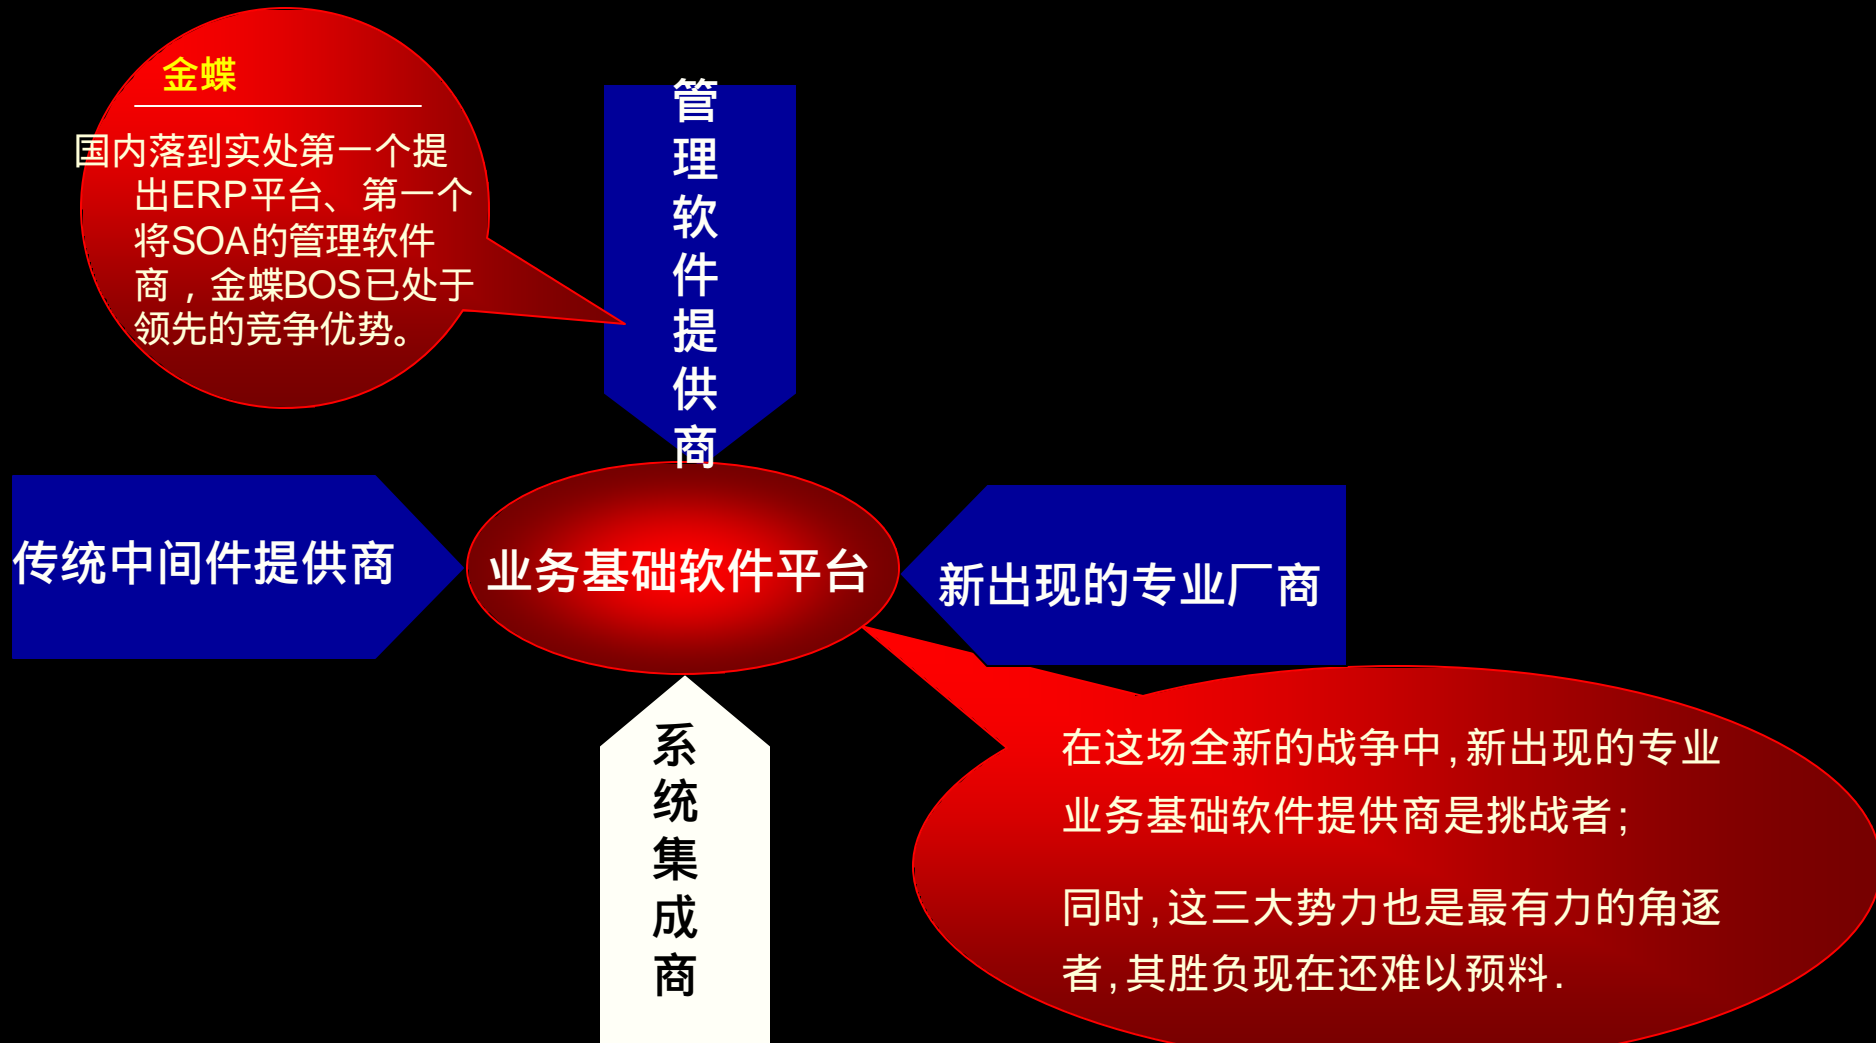 金蝶
国内落到实处第一个提
出ERP平台、第一个
将SOA的管理软件
商，金蝶BOS已处于
领先的竞争优势。
管理软件提供商
传统中间件提供商
业务基础软件平台
新出现的专业厂商
系统集成商
在这场全新的战争中,新出现的专业
业务基础软件提供商是挑战者;
同时,这三大势力也是最有力的角逐
者,其胜负现在还难以预料.